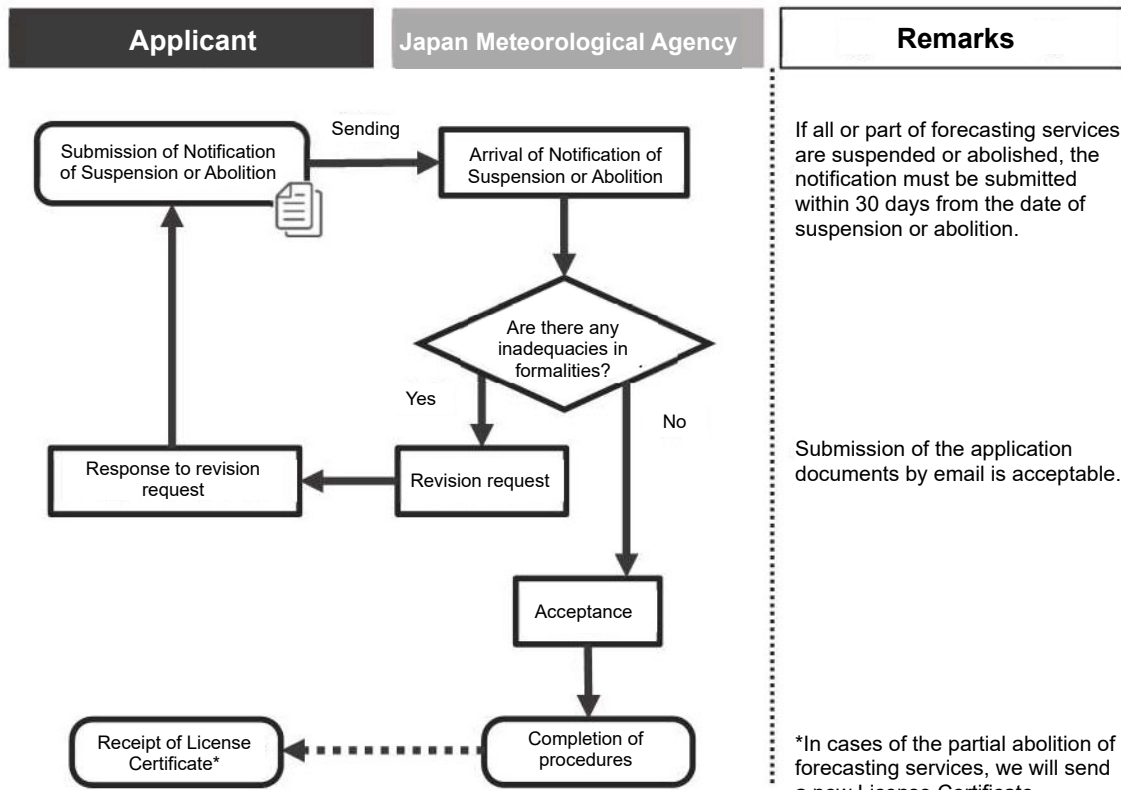 Applicant
Japan Meteorological Agency
Remarks
Submission of Notification
of Suspension or Abolition
Sending
Arrival of Notification of
Suspension or Abolition
If all or part of forecasting services
are suspended or abolished, the
notification must be submitted
within 30 days from the date of
suspension or abolition.
Are there any
inadequacies in
formalities?
Yes
No
Response to revision
request
Revision request
Submission of the application
documents by email is acceptable.
Acceptance
Receipt of License
Certificate*
Completion of
procedures
*In cases of the partial abolition of
forecasting services, we will send
a new License Certificate